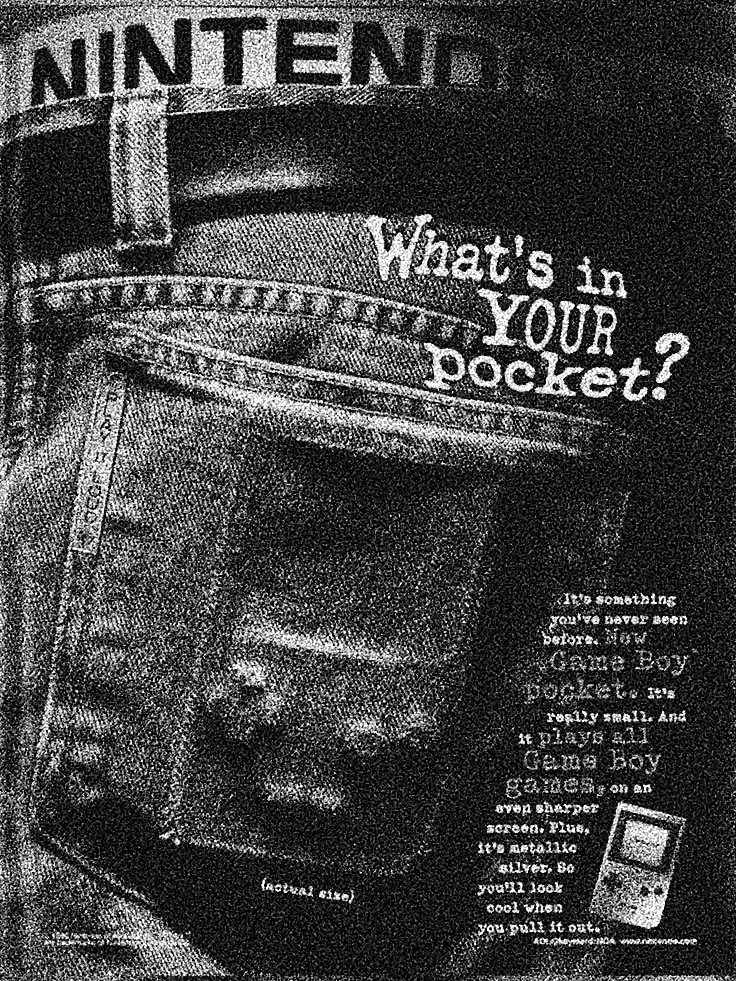 NINTENDO
What's in
YOUR
pocket?
It's something
you've never seen
before. New
Game Boy
pocket. It's
really small. And
it plays all
Game Boy
games, on an
even sharper
screen. Plus,
it's metallic
silver. So
you'll look
cool when
you pull it out.
(actual size)
www.nintendo.com